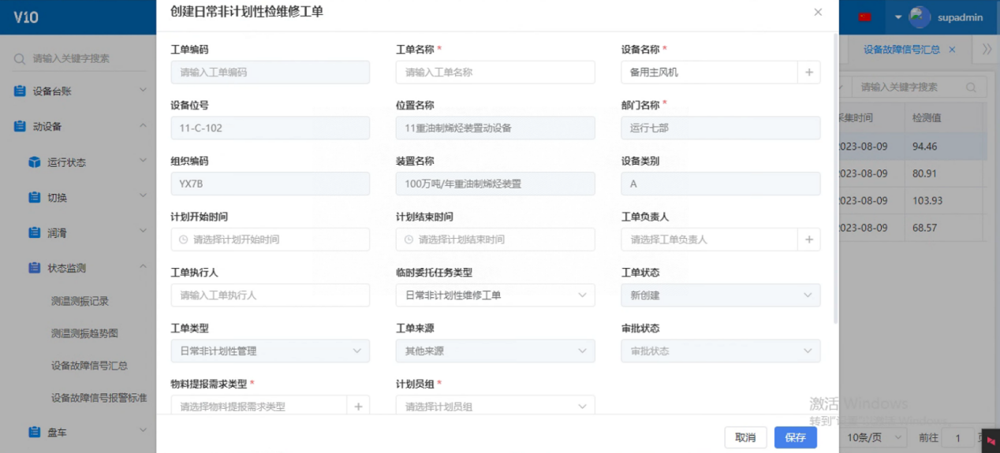 V10
创建日常非计划性检维修工单
supadmin
请输入关键字搜索
设备台账
动设备
运行状态
切换
润滑
状态监测
测温测振记录
测温测振趋势图
设备故障信号汇总
设备故障信号报警标准
盘车
工单编码
工单名称 *
设备名称 *
请输入工单编码
请输入工单名称
备用主风机
设备位号
位置名称
部门名称 *
11-C-102
11重油制烯烃装置动设备
运行七部
组织编码
装置名称
设备类别
YX7B
100万吨/年重油制烯烃装置
A
计划开始时间
计划结束时间
工单负责人
请选择计划开始时间
请选择计划结束时间
请选择工单负责人
工单执行人
临时委托任务类型
工单状态
请输入工单执行人
日常非计划性维修工单
新创建
工单类型
工单来源
审批状态
日常非计划性管理
其他来源
审批状态
物料提报需求类型 *
计划员组 *
请选择物料提报需求类型
请选择计划员组
取消
保存
设备故障信号汇总
请输入关键字搜索
采集时间
检测值
2023-08-09
94.46
2023-08-09
80.91
2023-08-09
103.93
2023-08-09
68.57
激活 Windows
10条/页
前往
1